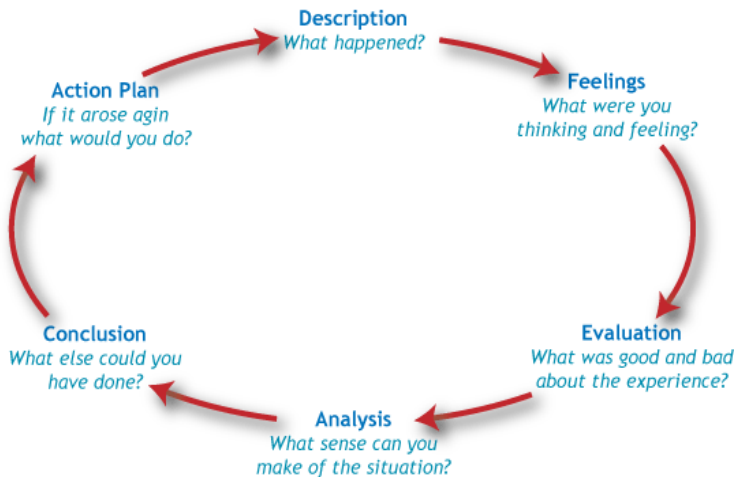 Description
What happened?
Feelings
What were you
thinking and feeling?
Evaluation
What was good and bad
about the experience?
Analysis
What sense can you
make of the situation?
Conclusion
What else could you
have done?
Action Plan
If it arose agin
what would you do?